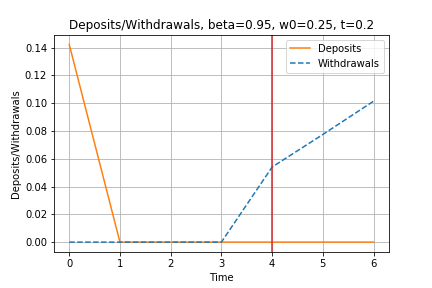 Deposits/Withdrawals, beta=0.95, w0=0.25, t=0.2
Deposits
Withdrawals
Deposits/Withdrawals
0.14
0.12
0.10
0.08
0.06
0.04
0.02
0.00
0 1 2 3 4 5 6
Time